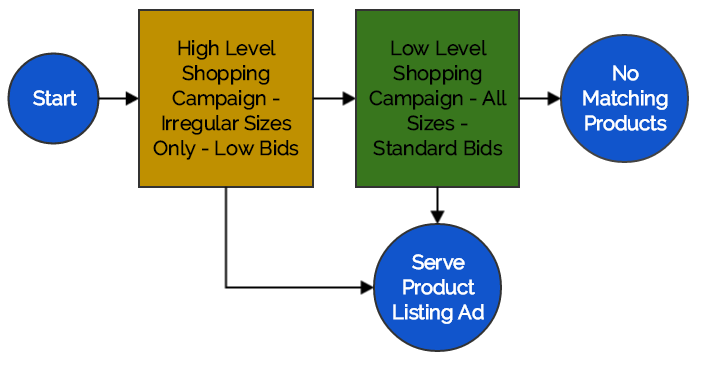 Start
High Level
Shopping
Campaign -
Irregular Sizes
Only - Low Bids
Low Level
Shopping
Campaign - All
Sizes -
Standard Bids
No
Matching
Products
Serve
Product
Listing Ad